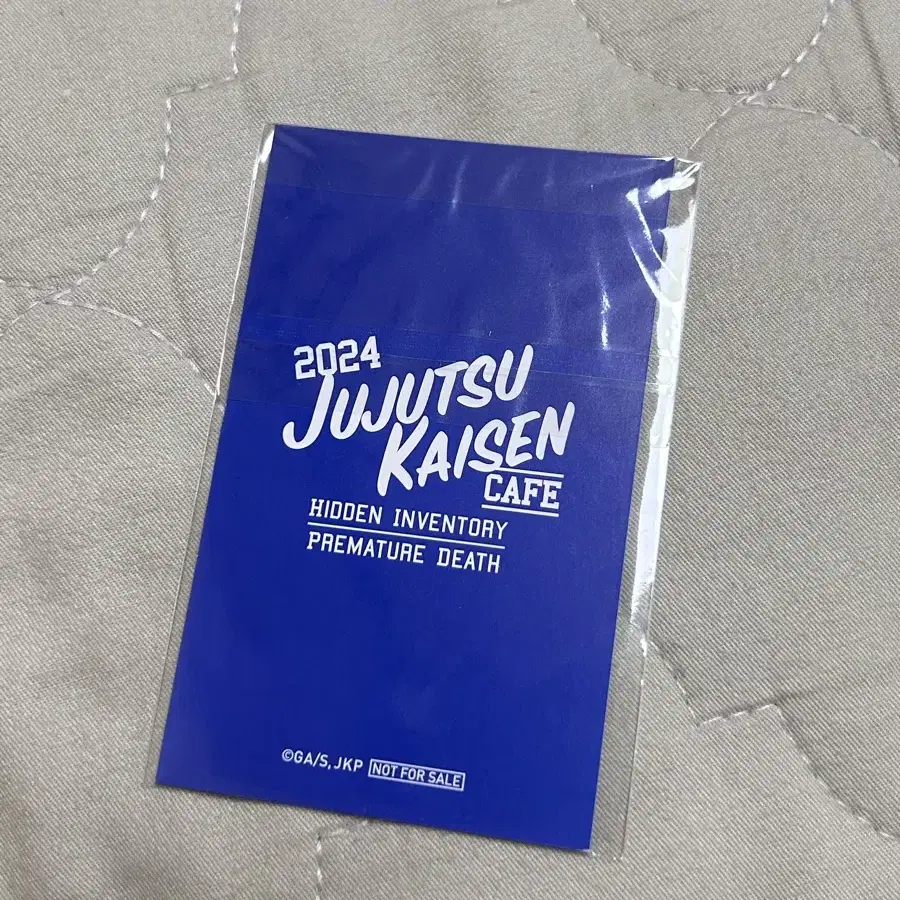 2024
JUJUTSU
KAISEN
CAFE
HIDDEN INVENTORY
PREMATURE DEATH
©GA/S, JKP NOT FOR SALE